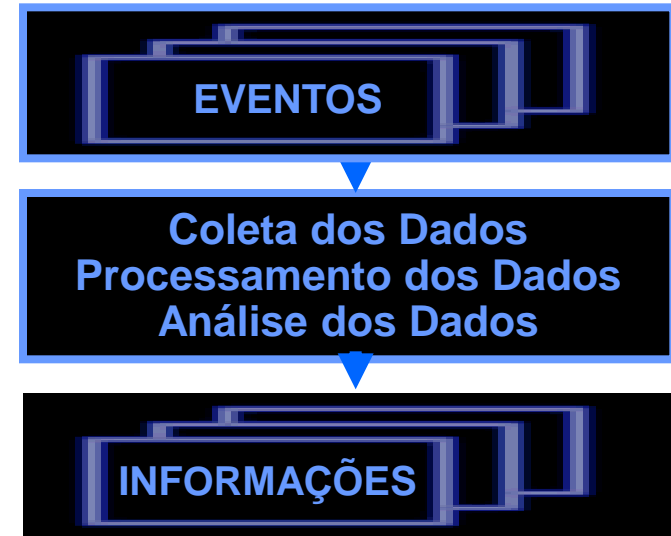 EVENTOS
Coleta dos Dados
Processamento dos Dados
Análise dos Dados
INFORMAÇÕES